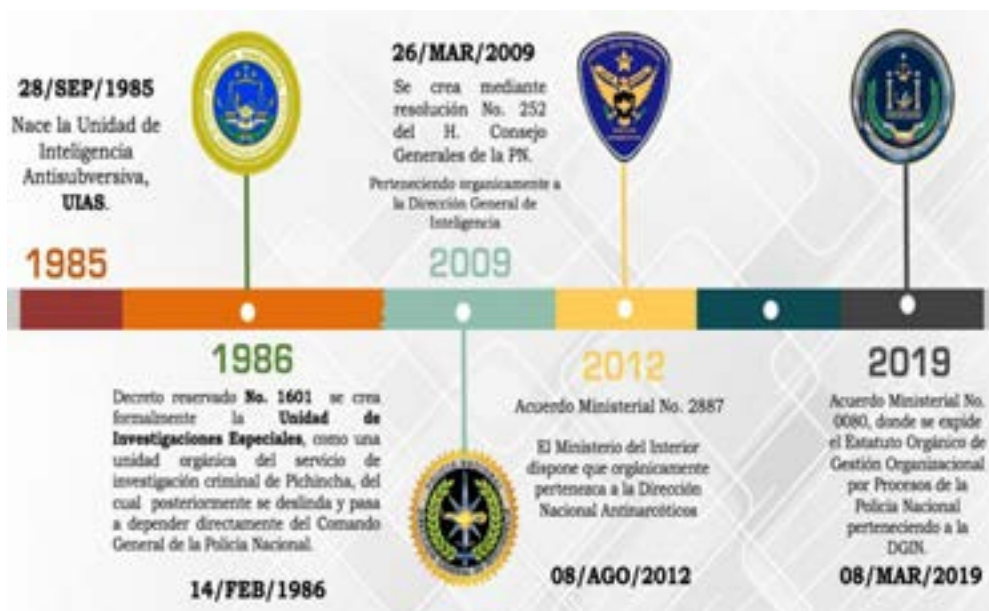 28/SEP/1985
Nace la Unidad de
Inteligencia
Antisubversiva,
UIAS.
1985
1986
Decreto reservado No. 1601 se crea
formalmente la Unidad de
Investigaciones Especiales, como una
unidad orgánica del servicio de
investigación criminal de Pichincha, del
cual posteriormente se deslinda y pasa
a depender directamente del Comando
General de la Policía Nacional.
14/FEB/1986
26/MAR/2009
Se crea mediante
resolución No. 252
del H. Consejo
Generales de la PN.
Perteneciendo organicamente a
la Dirección General de
Inteligencia
2009
2012
Acuerdo Ministerial No. 2887
El Ministerio del Interior
dispone que orgánicamente
pertenezca a la Dirección
Nacional Antinarcóticos
08/AGO/2012
2019
Acuerdo Ministerial No.
0080, donde se expide
el Estatuto Orgánico de
Gestión Organizacional
por Procesos de la
Policía Nacional
perteneciendo a la
DGIN.
08/MAR/2019